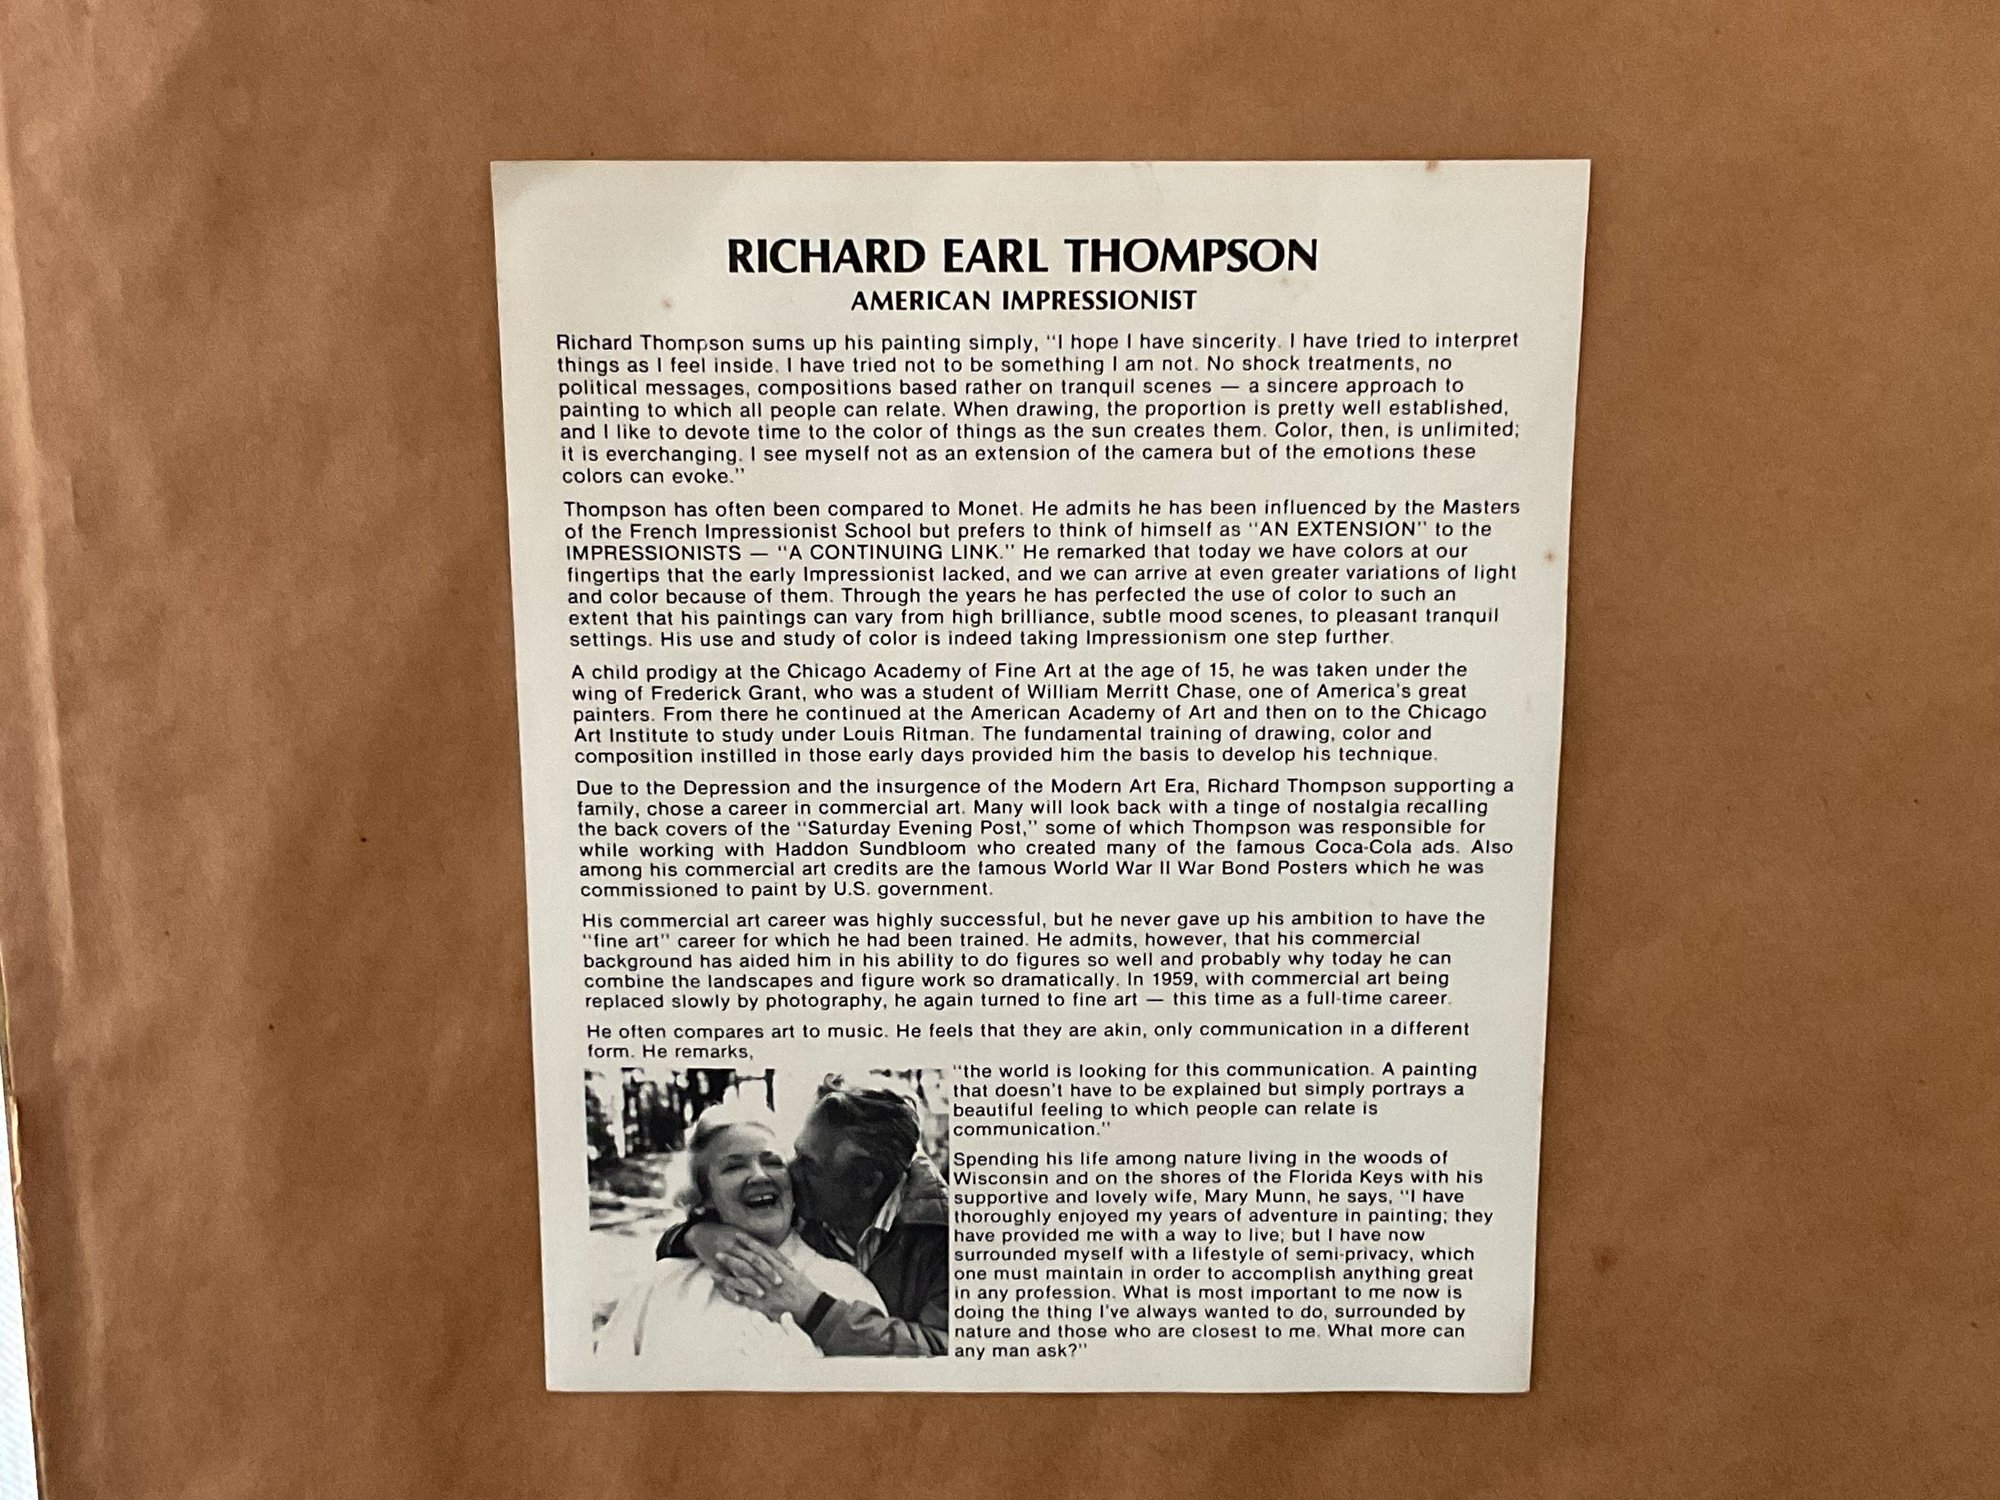 RICHARD EARL THOMPSON
AMERICAN IMPRESSIONIST
Richard Thompson sums up his painting simply, "I hope I have sincerity. I have tried to interpret
things as I feel inside. I have tried not to be something I am not. No shock treatments, no
political messages, compositions based rather on tranquil scenes — a sincere approach to
painting to which all people can relate. When drawing, the proportion is pretty well established,
and I like to devote time to the color of things as the sun creates them. Color, then, is unlimited;
it is everchanging. I see myself not as an extension of the camera but of the emotions these
colors can evoke."
Thompson has often been compared to Monet. He admits he has been influenced by the Masters
of the French Impressionist School but prefers to think of himself as "AN EXTENSION" to the
IMPRESSIONISTS — "A CONTINUING LINK." He remarked that today we have colors at our
fingertips that the early Impressionist lacked, and we can arrive at even greater variations of light
and color because of them. Through the years he has perfected the use of color to such an
extent that his paintings can vary from high brilliance, subtle mood scenes, to pleasant tranquil
settings. His use and study of color is indeed taking Impressionism one step further.
A child prodigy at the Chicago Academy of Fine Art at the age of 15, he was taken under the
wing of Frederick Grant, who was a student of William Merritt Chase, one of America's great
painters. From there he continued at the American Academy of Art and then on to the Chicago
Art Institute to study under Louis Ritman. The fundamental training of drawing, color and
composition instilled in those early days provided him the basis to develop his technique.
Due to the Depression and the insurgence of the Modern Art Era, Richard Thompson supporting a
family, chose a career in commercial art. Many will look back with a tinge of nostalgia recalling
the back covers of the "Saturday Evening Post," some of which Thompson was responsible for
while working with Haddon Sundbloom who created many of the famous Coca-Cola ads. Also
among his commercial art credits are the famous World War II War Bond Posters which he was
commissioned to paint by U.S. government.
His commercial art career was highly successful, but he never gave up his ambition to have the
"fine art" career for which he had been trained. He admits, however, that his commercial
background has aided him in his ability to do figures so well and probably why today he can
combine the landscapes and figure work so dramatically. In 1959, with commercial art being
replaced slowly by photography, he again turned to fine art — this time as a full-time career.
He often compares art to music. He feels that they are akin, only communication in a different
form. He remarks,
"the world is looking for this communication. A painting
that doesn't have to be explained but simply portrays a
beautiful feeling to which people can relate is
communication."
Spending his life among nature living in the woods of
Wisconsin and on the shores of the Florida Keys with his
supportive and lovely wife, Mary Munn, he says, "I have
thoroughly enjoyed my years of adventure in painting; they
have provided me with a way to live; but I have now
surrounded myself with a lifestyle of semi-privacy, which
one must maintain in order to accomplish anything great
in any profession. What is most important to me now is
doing the thing I've always wanted to do, surrounded by
nature and those who are closest to me. What more can
any man ask?"